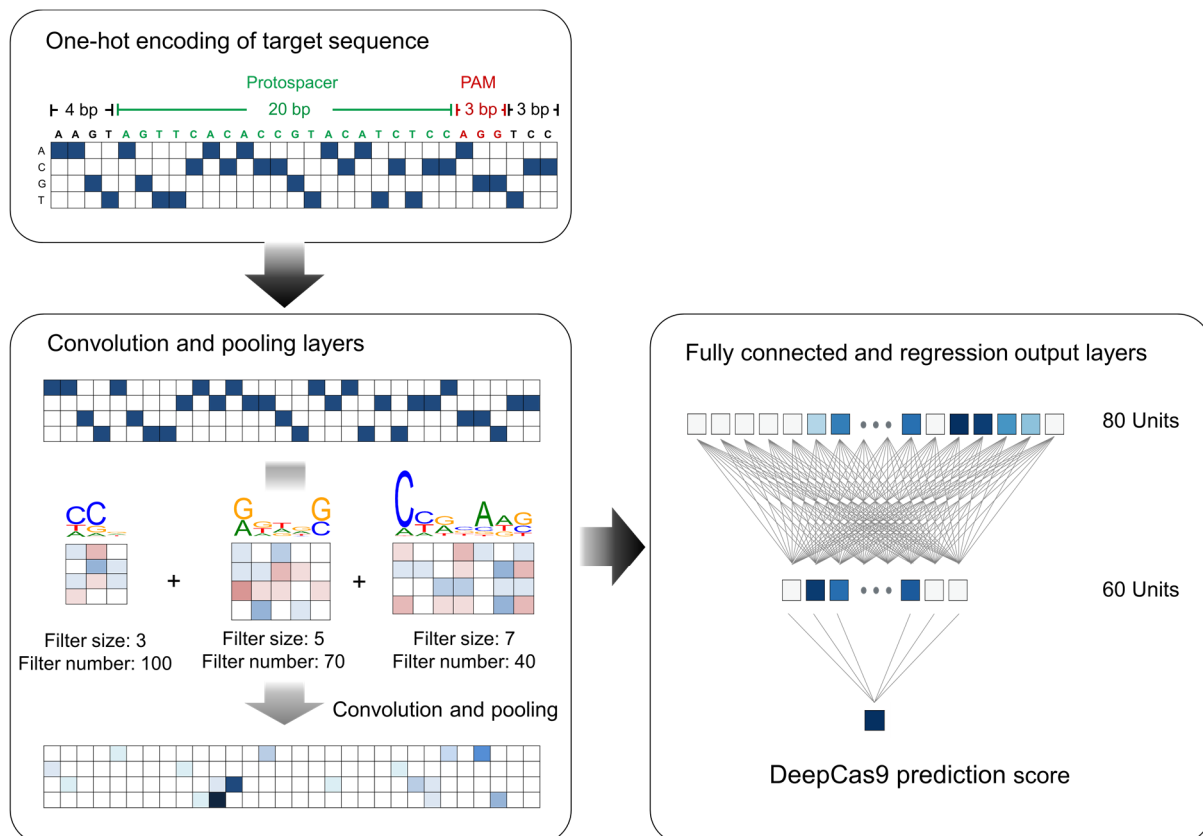 One-hot encoding of target sequence
Protospacer PAM
4 bp 20 bp 3 bp 3 bp
A A G T A G T T C A C A C C G T A C A T C T C C A G G T C C
A
C
G
T
Convolution and pooling layers
Filter size: 3
Filter number: 100
+
Filter size: 5
Filter number: 70
+
Filter size: 7
Filter number: 40
Convolution and pooling
Fully connected and regression output layers
80 Units
60 Units
DeepCas9 prediction score